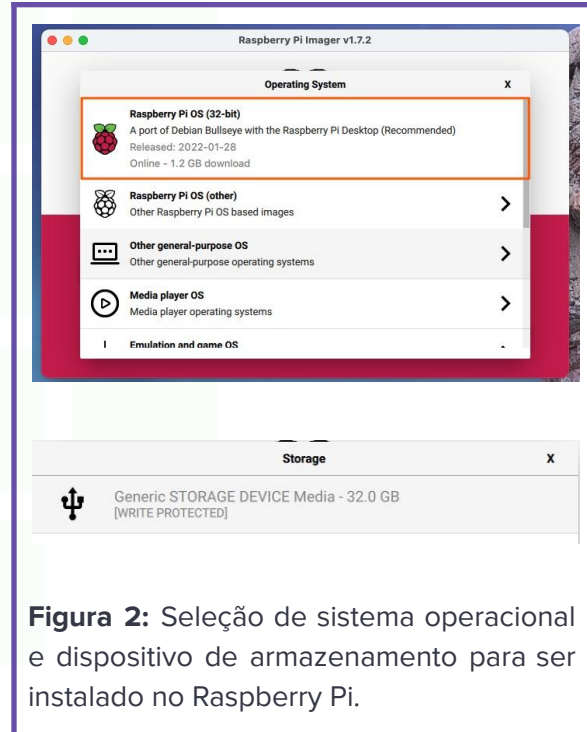 Raspberry Pi Imager v1.7.2
Operating System X
Raspberry Pi OS (32-bit)
A port of Debian Bullseye with the Raspberry Pi Desktop (Recommended)
Released: 2022-01-28
Online - 1.2 GB download
Raspberry Pi OS (other)
Other Raspberry Pi OS based images
Other general-purpose OS
Other general-purpose operating systems
Media player OS
Media player operating systems
Emulation and game OS
Storage X
Generic STORAGE DEVICE Media - 32.0 GB
[WRITE PROTECTED]
Figura 2: Seleção de sistema operacional
e dispositivo de armazenamento para ser
instalado no Raspberry Pi.